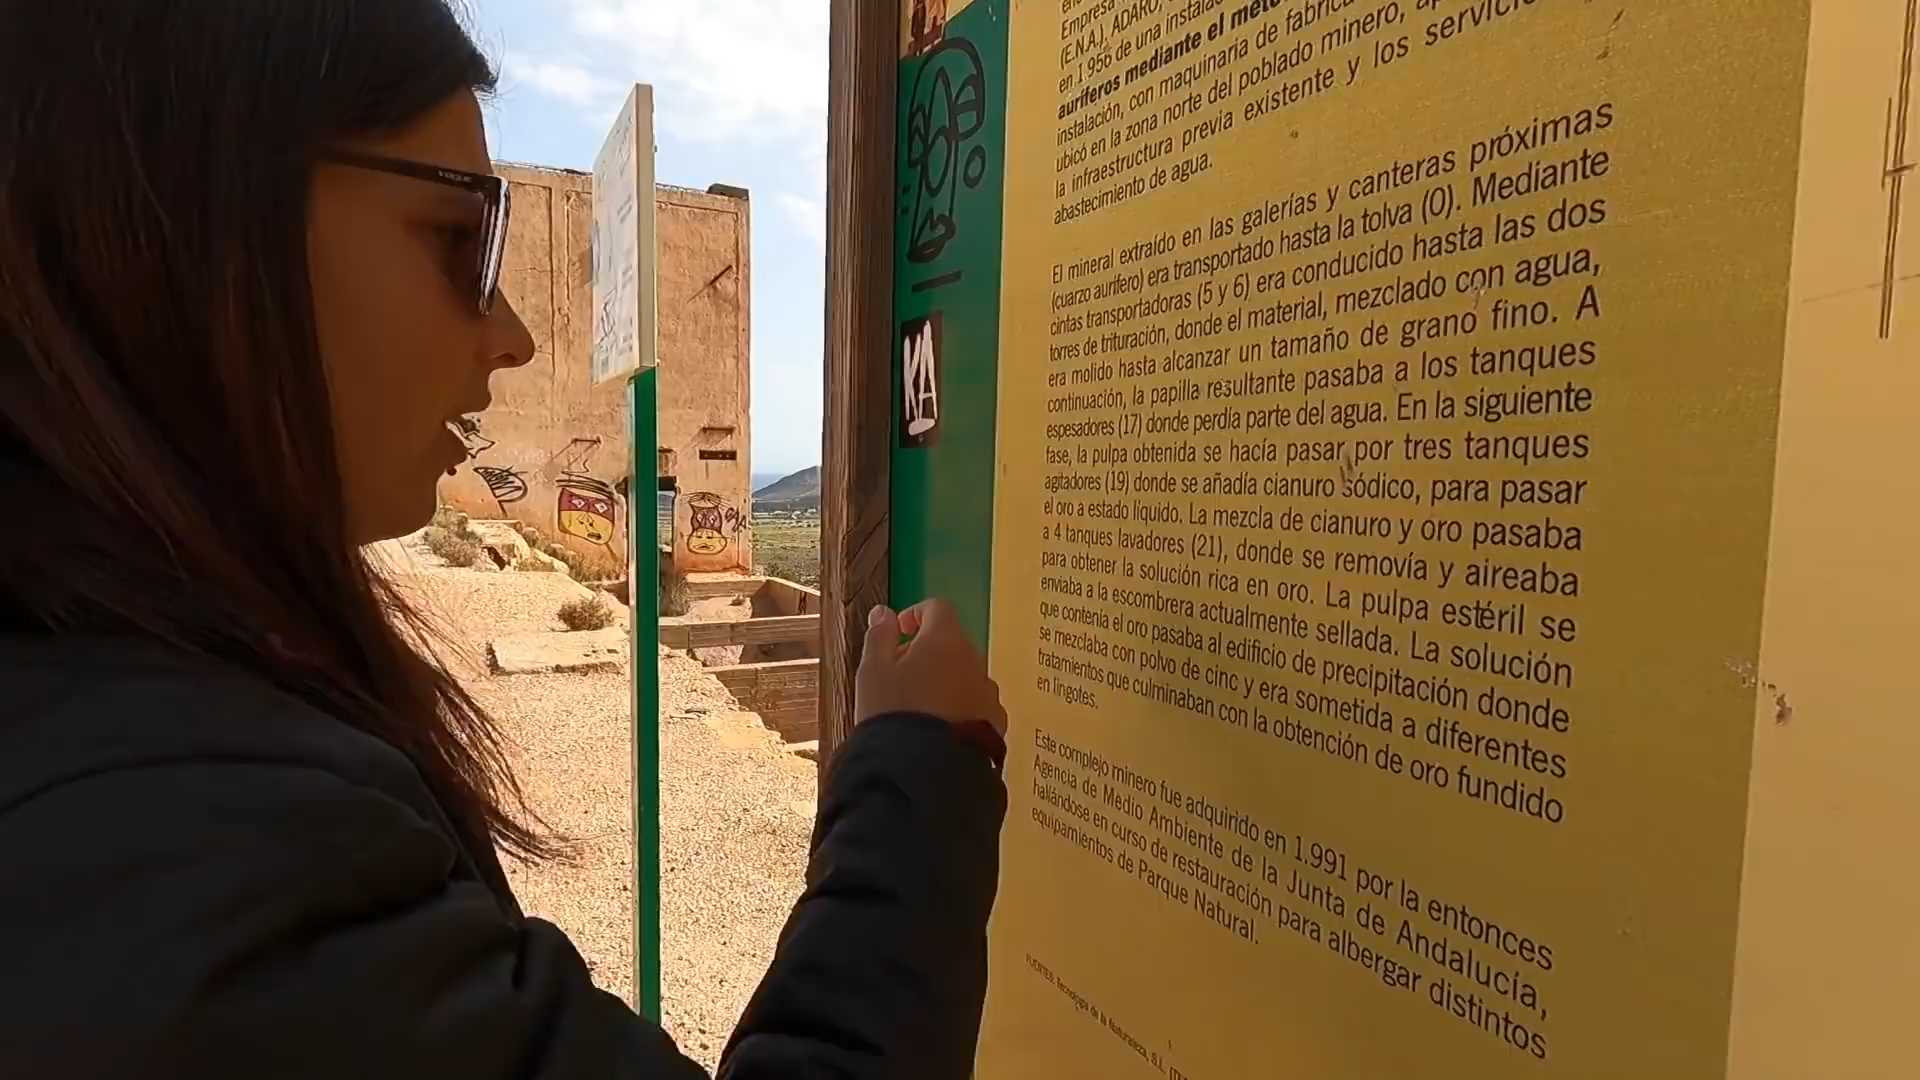 Empresa
(E.N.A.), ADARO,
en 1.956 de una
auríferos mediante el
instalación, con maquinaria de
ubicó en la zona norte del poblado minero,
la infraestructura previa existente y los
abastecimiento de agua.
El mineral extraído en las galerías y canteras próximas
(cuarzo aurífero) era transportado hasta la tolva (0). Mediante
cintas transportadoras (5 y 6) era conducido hasta las dos
torres de trituración, donde el material, mezclado con agua,
era molido hasta alcanzar un tamaño de grano fino. A
continuación, la papilla resultante pasaba a los tanques
espesadores (17) donde perdía parte del agua. En la siguiente
fase, la pulpa obtenida se hacía pasar por tres tanques
agitadores (19) donde se añadía cianuro sódico, para pasar
el oro a estado líquido. La mezcla de cianuro y oro pasaba
a 4 tanques lavadores (21), donde se removía y aireaba
para obtener la solución rica en oro. La pulpa estéril se
enviaba a la escombrera actualmente sellada. La solución
que contenía el oro pasaba al edificio de precipitación donde
se mezclaba con polvo de cinc y era sometida a diferentes
tratamientos que culminaban con la obtención de oro fundido
en lingotes.
Este complejo minero fue adquirido en 1.991 por la entonces
Agencia de Medio Ambiente de la Junta de Andalucía,
hallándose en curso de restauración para albergar distintos
equipamientos de Parque Natural.
FUENTES: Tecnología de la Naturaleza, S.L.
KA
VOGUE